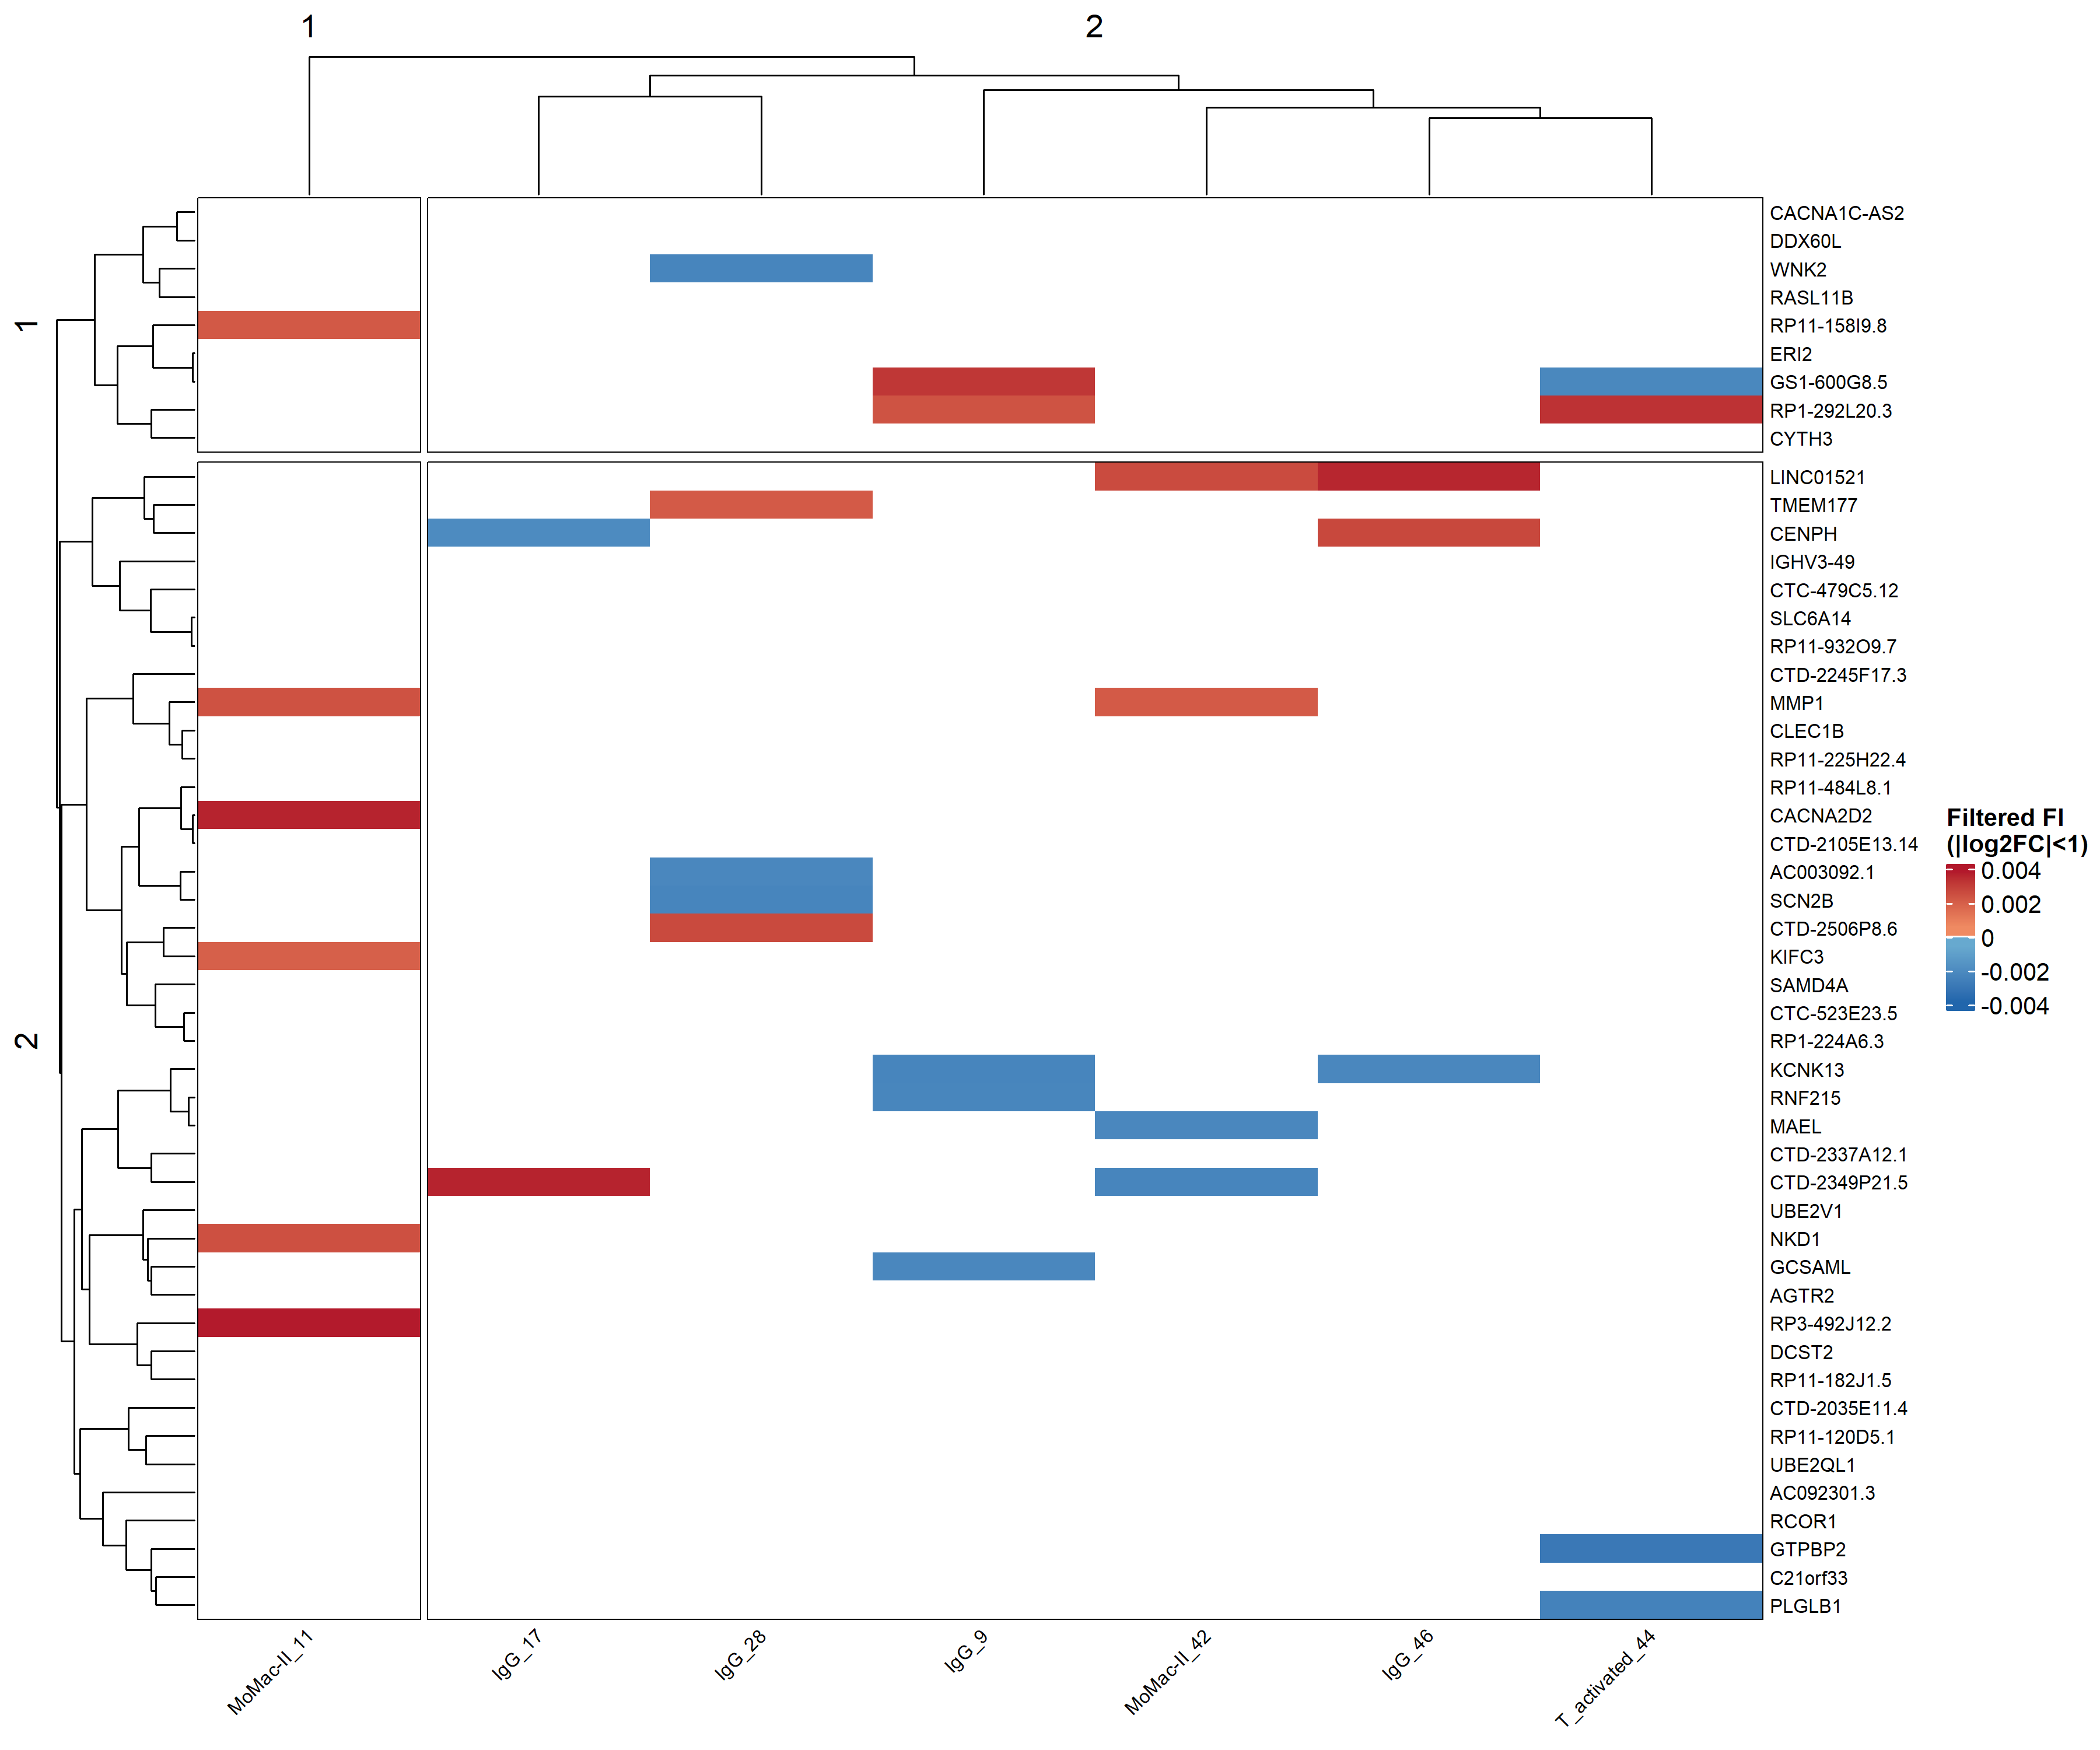 1
2
1
2
CACNA1C-AS2
DDX60L
WNK2
RASL11B
RP11-158I9.8
ERI2
GS1-600G8.5
RP1-292L20.3
CYTH3
LINC01521
TMEM177
CENPH
IGHV3-49
CTC-479C5.12
SLC6A14
RP11-932O9.7
CTD-2245F17.3
MMP1
CLEC1B
RP11-225H22.4
RP11-484L8.1
CACNA2D2
CTD-2105E13.14
AC003092.1
SCN2B
CTD-2506P8.6
KIFC3
SAMD4A
CTC-523E23.5
RP1-224A6.3
KCNK13
RNF215
MAEL
CTD-2337A12.1
CTD-2349P21.5
UBE2V1
NKD1
GCSAML
AGTR2
RP3-492J12.2
DCST2
RP11-182J1.5
CTD-2035E11.4
RP11-120D5.1
UBE2QL1
AC092301.3
RCOR1
GTPBP2
C21orf33
PLGLB1
Filtered FI
(|log2FC|<1)
0.004
0.002
0
-0.002
-0.004
MoMac-II_11
IgG_17
IgG_28
IgG_9
MoMac-II_42
IgG_46
T_activated_44